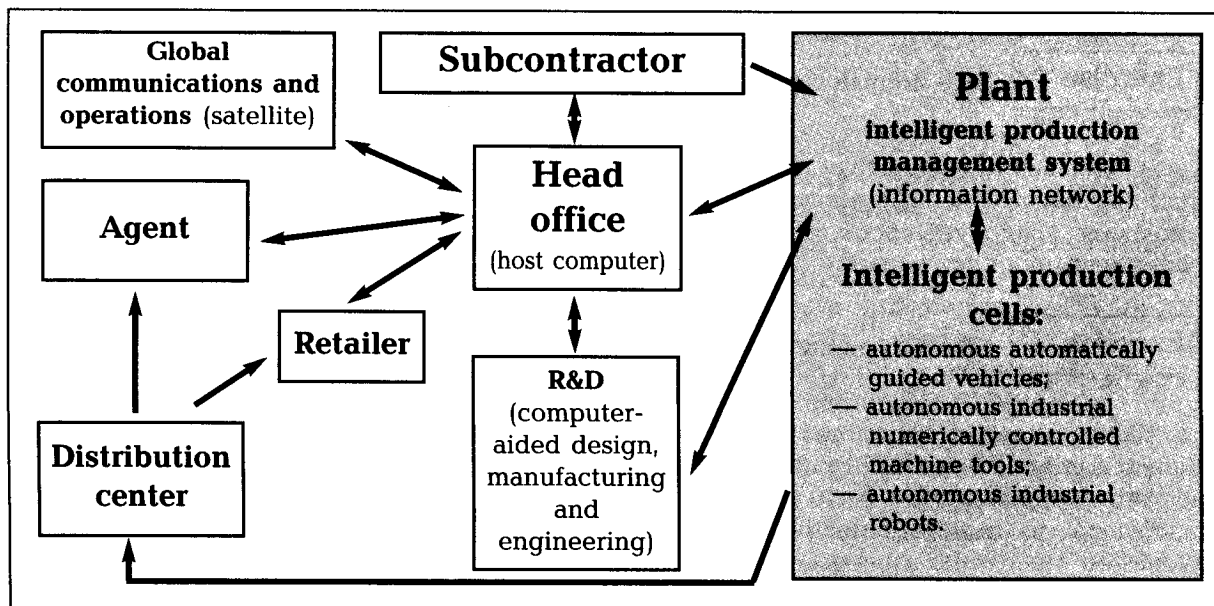 Global
communications and
operations (satellite)
Subcontractor
Plant
intelligent production
management system
(information network)
Head
office
(host computer)
Agent
Intelligent production
cells:
— autonomous automatically
guided vehicles;
— autonomous industrial
numerically controlled
machine tools;
— autonomous industrial
robots.
Retailer
R&D
(computer-
aided design,
manufacturing
and
engineering)
Distribution
center